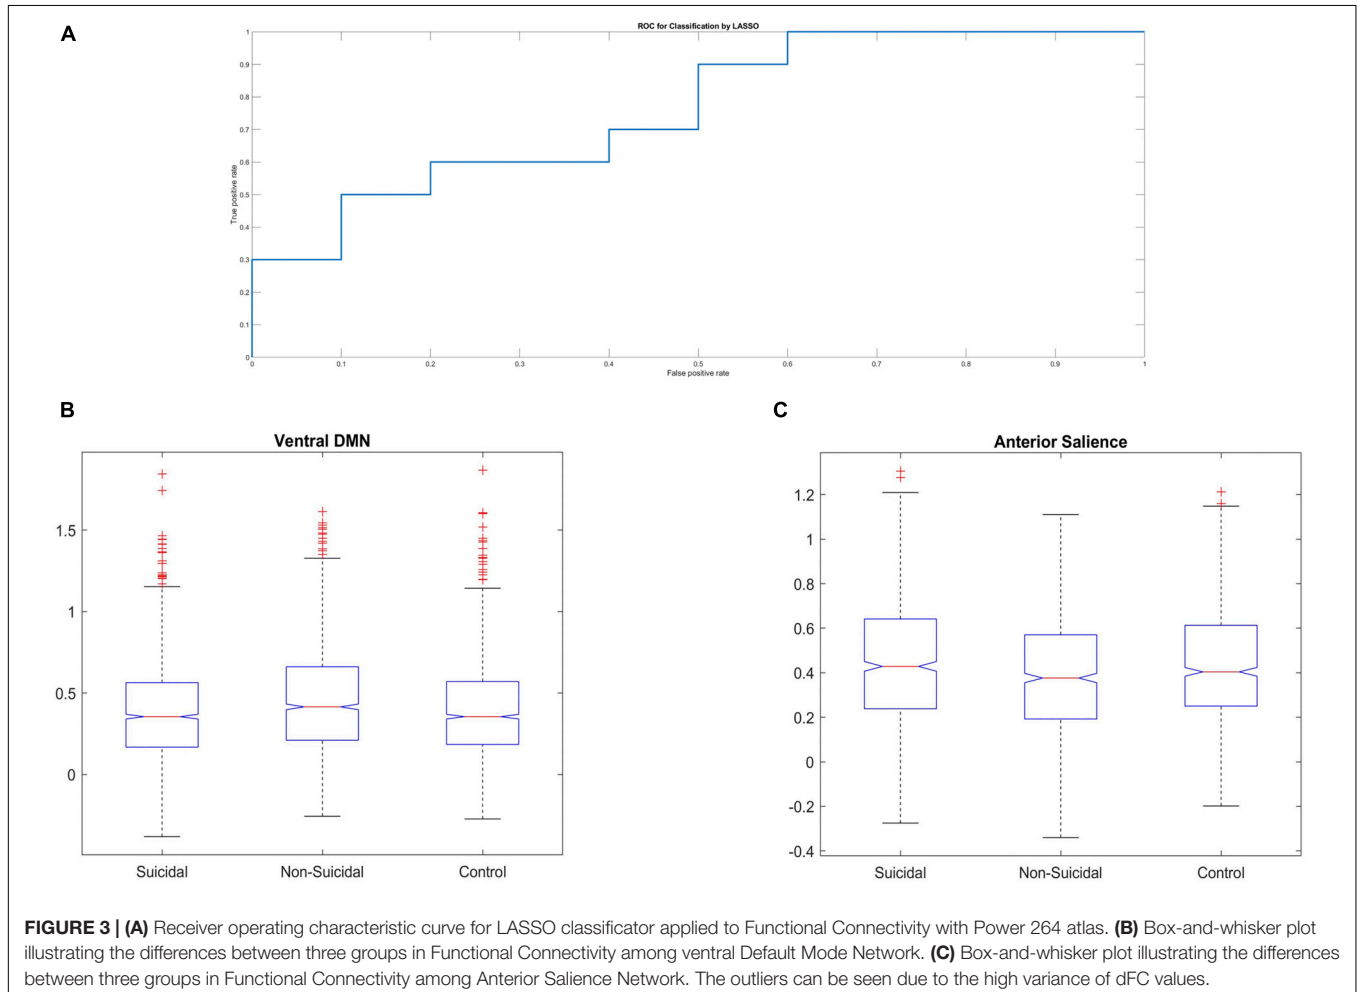 A
ROC for Classification by LASSO
1
0.9
0.8
0.7
0.6
0.5
0.4
0.3
0.2
0.1
0
True positive rate
0 0.1 0.2 0.3 0.4 0.5 0.6 0.7 0.8 0.9 1
False positive rate
B
Ventral DMN
1.5
1
0.5
0
Suicidal Non-Suicidal Control
C
Anterior Salience
1.2
1
0.8
0.6
0.4
0.2
0
-0.2
-0.4
Suicidal Non-Suicidal Control
FIGURE 3 | (A) Receiver operating characteristic curve for LASSO classificator applied to Functional Connectivity with Power 264 atlas. (B) Box-and-whisker plot
illustrating the differences between three groups in Functional Connectivity among ventral Default Mode Network. (C) Box-and-whisker plot illustrating the differences
between three groups in Functional Connectivity among Anterior Salience Network. The outliers can be seen due to the high variance of dFC values.